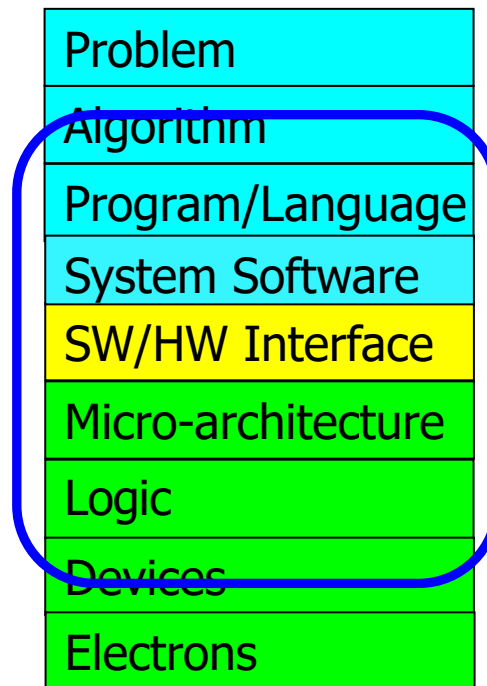 Problem
Algorithm
Program/Language
System Software
SW/HW Interface
Micro-architecture
Logic
Devices
Electrons